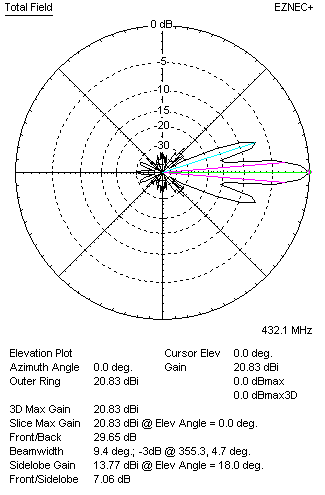 Total Field
EZNEC+
0 dB
-5
-10
-15
-20
-30
432.1 MHz
Elevation Plot
Cursor Elev 0.0 deg.
Azimuth Angle 0.0 deg.
Gain 20.83 dBi
Outer Ring 20.83 dBi
0.0 dBmax
0.0 dBmax3D
3D Max Gain 20.83 dBi
Slice Max Gain 20.83 dBi @ Elev Angle = 0.0 deg.
Front/Back 29.65 dB
Beamwidth 9.4 deg.; -3dB @ 355.3, 4.7 deg.
Sidelobe Gain 13.77 dBi @ Elev Angle = 18.0 deg.
Front/Sidelobe 7.06 dB